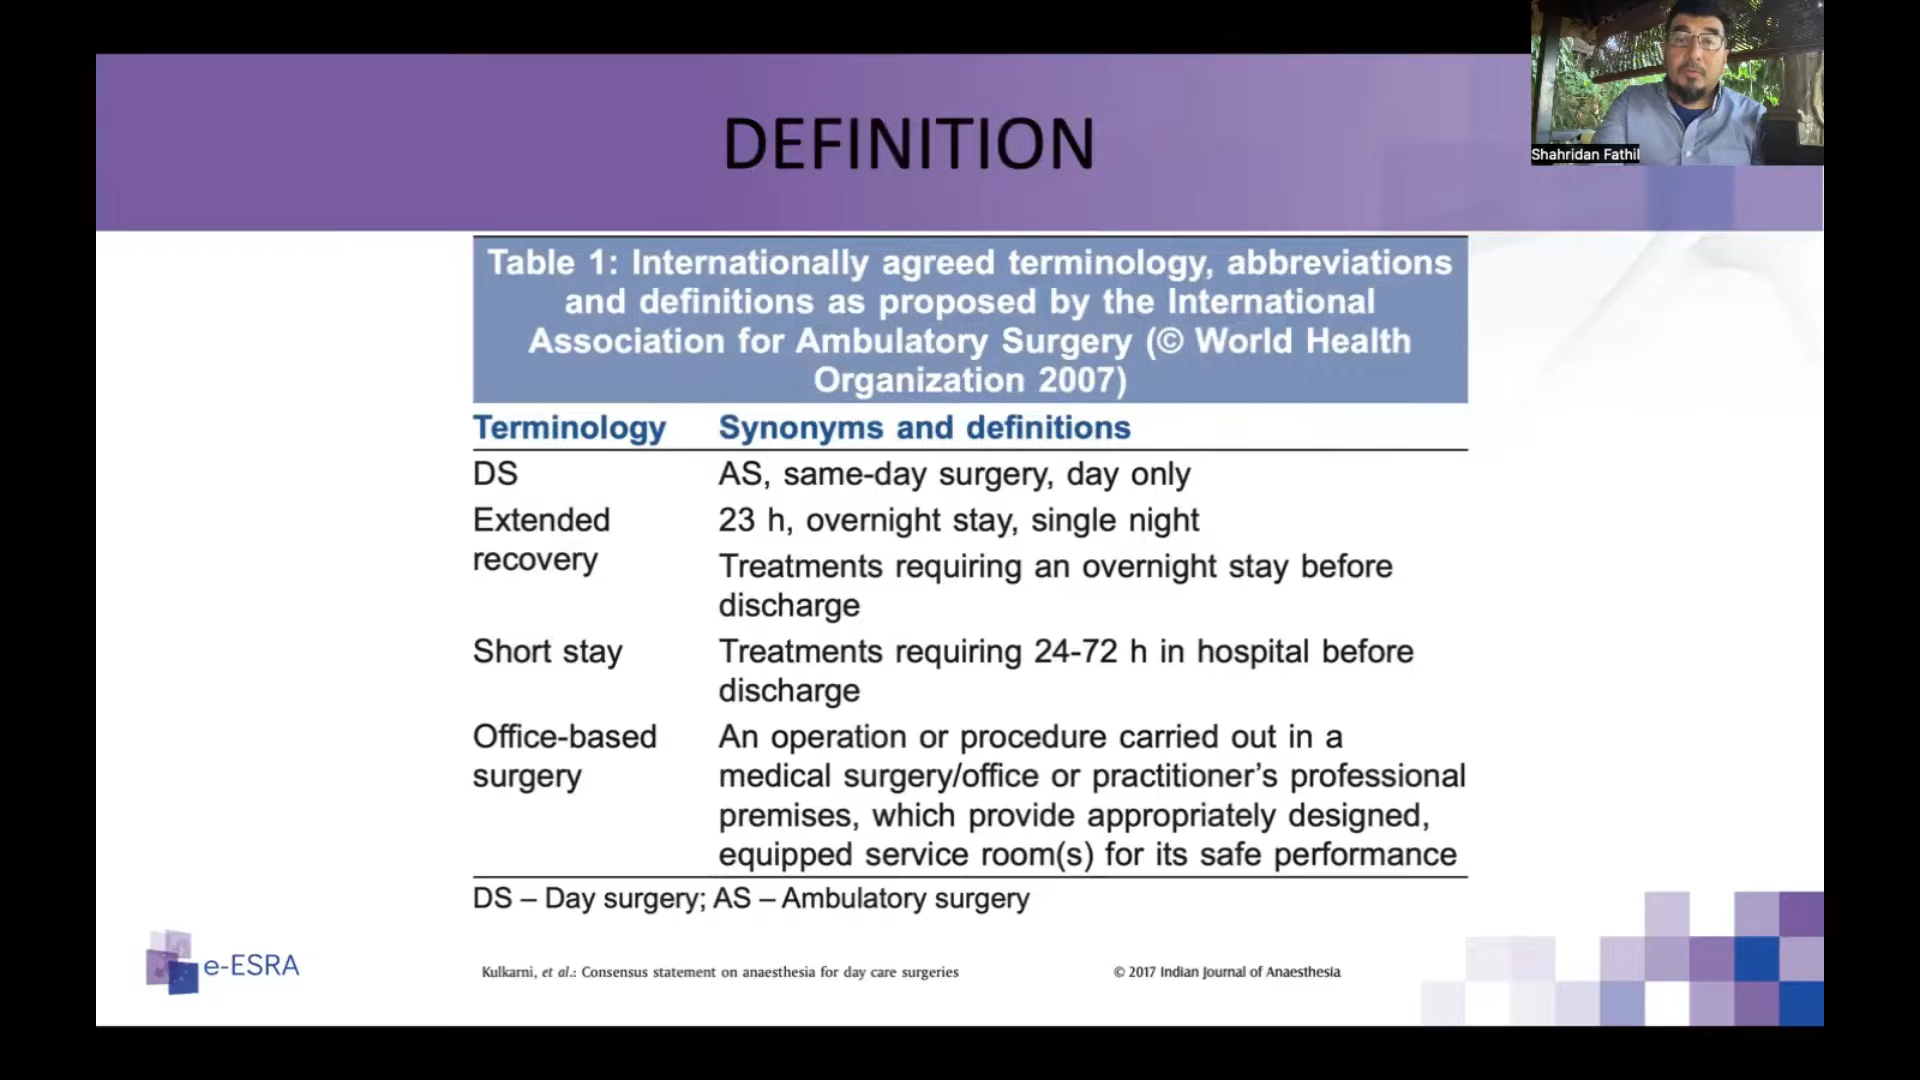 DEFINITION
Shahridan Fathil
Table 1: Internationally agreed terminology, abbreviations
and definitions as proposed by the International
Association for Ambulatory Surgery (© World Health
Organization 2007)
Terminology Synonyms and definitions
DS AS, same-day surgery, day only
Extended 23 h, overnight stay, single night
recovery
Treatments requiring an overnight stay before
discharge
Short stay Treatments requiring 24-72 h in hospital before
discharge
Office-based An operation or procedure carried out in a
surgery medical surgery/office or practitioner’s professional
premises, which provide appropriately designed,
equipped service room(s) for its safe performance
DS – Day surgery; AS – Ambulatory surgery
e-ESRA
Kulkarni, et al.: Consensus statement on anaesthesia for day care surgeries
© 2017 Indian Journal of Anaesthesia